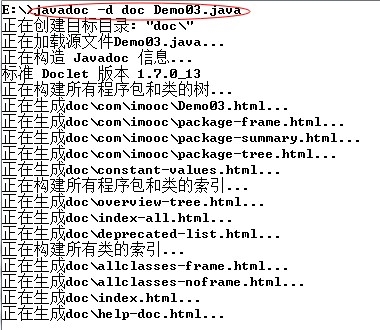 E:\>javadoc -d doc Demo03.java
正在创建目标目录: "doc\"
正在加载源文件Demo03.java...
正在构造 Javadoc 信息...
标准 Doclet 版本 1.7.0_13
正在构建所有程序包和类的树...
正在生成doc\com\imooc\Demo03.html...
正在生成doc\com\imooc\package-frame.html...
正在生成doc\com\imooc\package-summary.html...
正在生成doc\com\imooc\package-tree.html...
正在生成doc\constant-values.html...
正在构建所有程序包和类的索引...
正在生成doc\overview-tree.html...
正在生成doc\index-all.html...
正在生成doc\deprecated-list.html...
正在构建所有类的索引...
正在生成doc\allclasses-frame.html...
正在生成doc\allclasses-noframe.html...
正在生成doc\index.html...
正在生成doc\help-doc.html...